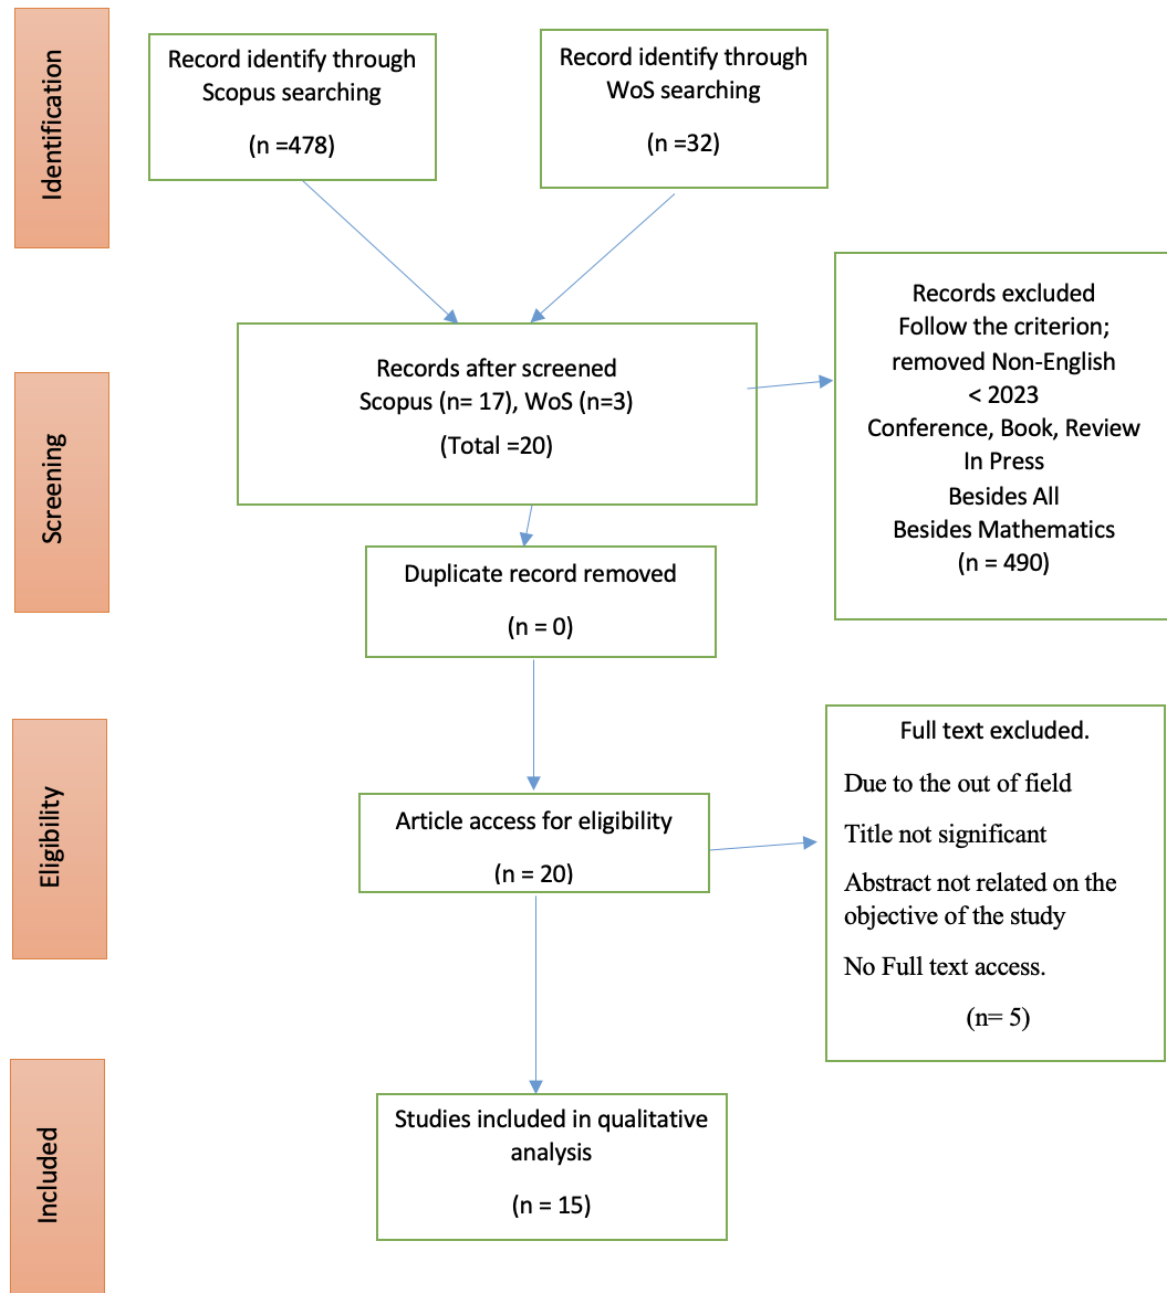 Identification
Record identify through
Scopus searching
(n =478)
Record identify through
WoS searching
(n =32)
Screening
Records after screened
Scopus (n= 17), WoS (n=3)
(Total =20)
Records excluded
Follow the criterion;
removed Non-English
< 2023
Conference, Book, Review
In Press
Besides All
Besides Mathematics
(n = 490)
Duplicate record removed
(n = 0)
Eligibility
Article access for eligibility
(n = 20)
Full text excluded.
Due to the out of field
Title not significant
Abstract not related on the
objective of the study
No Full text access.
(n= 5)
Included
Studies included in qualitative
analysis
(n = 15)